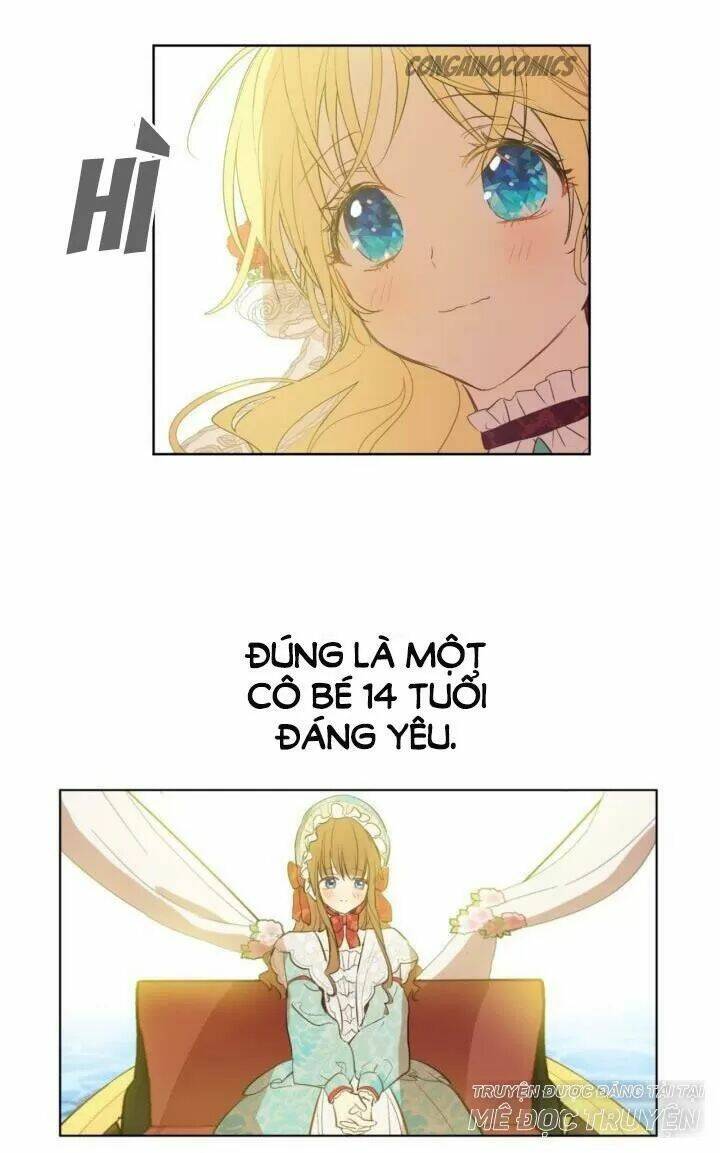 CONGAINOCOMICS
HÌ
ĐÚNG LÀ MỘT
CÔ BÉ 14 TUỔI
ĐÁNG YÊU.
TRUYỆN ĐƯỢC ĐĂNG TẢI TẠI
MÊ ĐỌC TRUYỆN